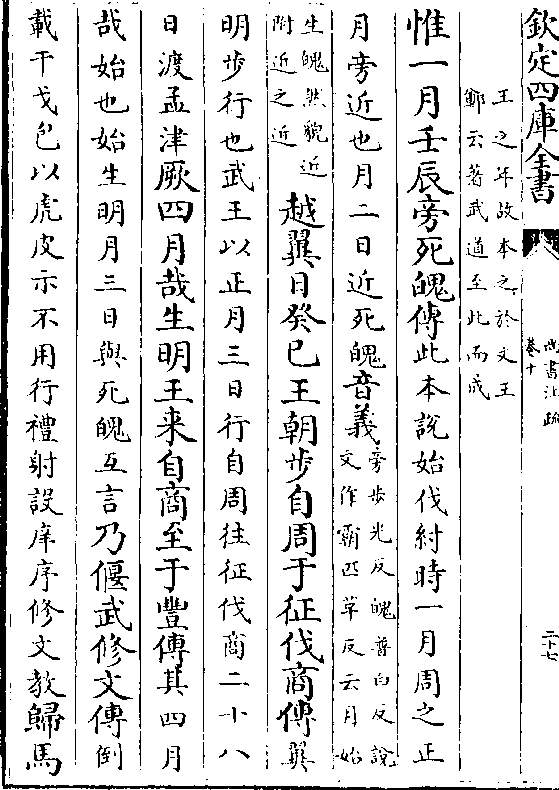 欽定四庫全書
尚書注疏
卷十
二十七
王之年故本之於文王
鄭云著武道至此而成
惟一月壬辰旁死魄傳此本說始伐紂時一月周之正
月旁近也月二日近死魄音義
旁步光反魄普白反說
文作霸匹革反云月始
生魄然貌近
附近之近
越翼日癸巳王朝步自周于征伐商傳翼
明步行也武王以正月三日行自周往征伐商二十八
日渡孟津厥四月哉生明王来自商至于豐傳其四月
哉始也始生明月三日與死魄互言乃偃武修文傳倒
載干戈包以虎皮示不用行禮射設庠序修文教歸馬